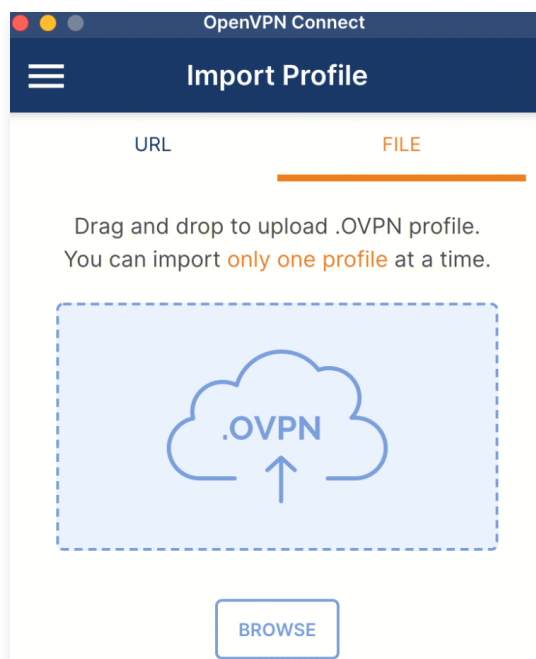 OpenVPN Connect
Import Profile
URL
FILE
Drag and drop to upload .OVPN profile.
You can import only one profile at a time.
.OVPN
BROWSE